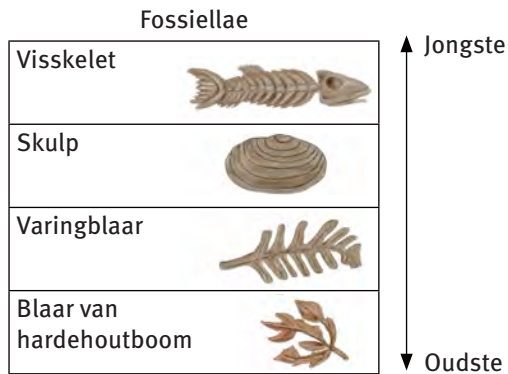 Fossiellae
Jongste
Visskelet
Skulp
Varingblaar
Blaar van
hardehoutboom
Oudste